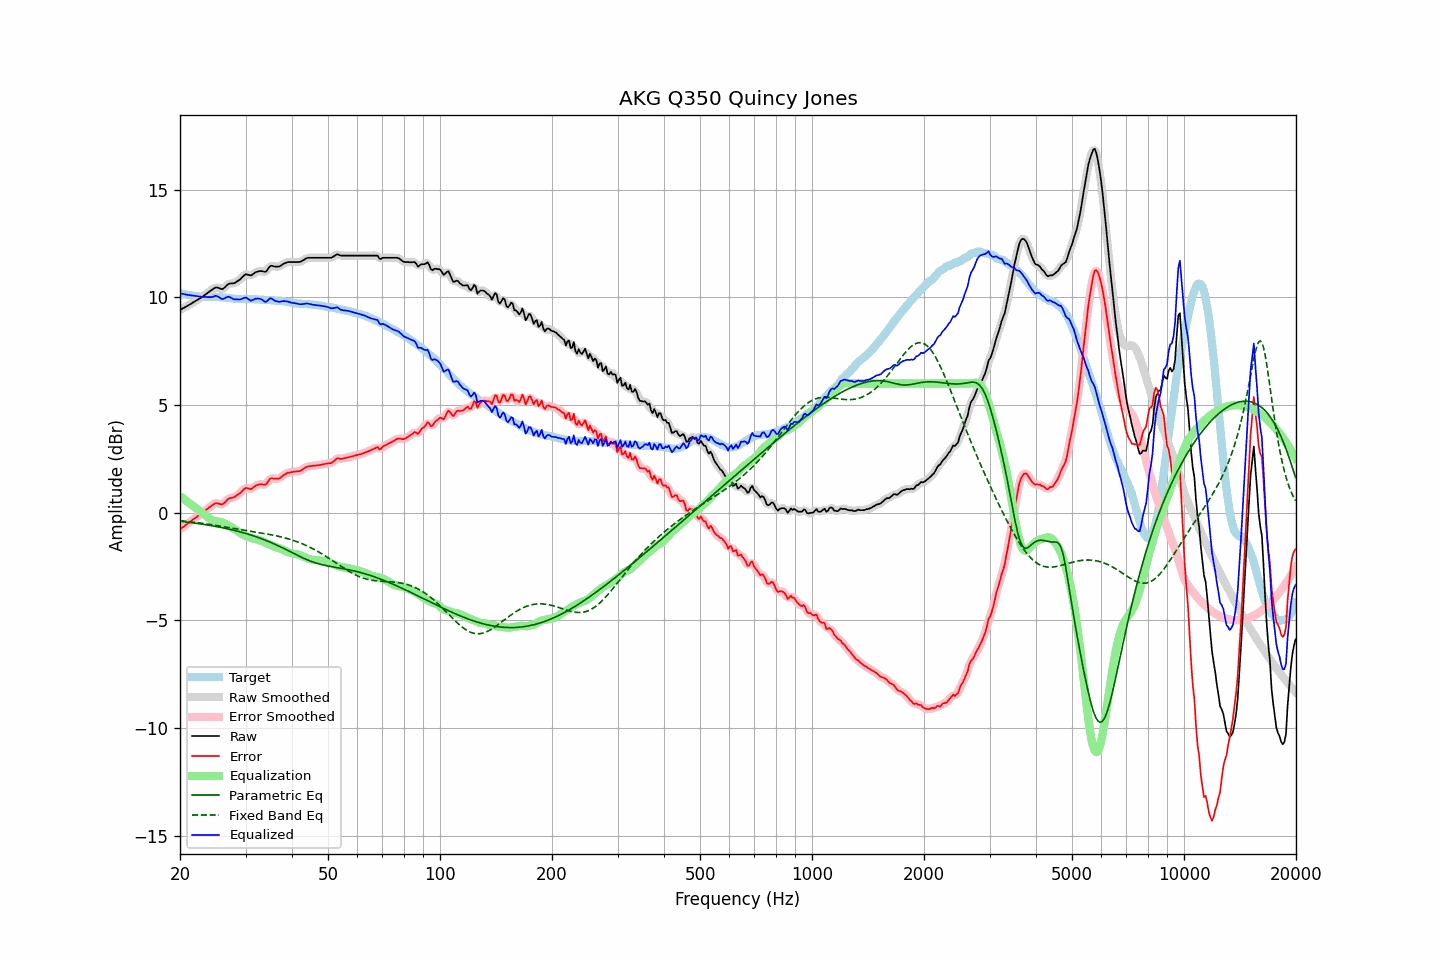 AKG Q350 Quincy Jones
Amplitude (dBr)
15
10
5
0
−5
−10
−15
Target
Raw Smoothed
Error Smoothed
Raw
Error
Equalization
Parametric Eq
Fixed Band Eq
Equalized
20 50 100 200 500 1000 2000 5000 10000 20000
Frequency (Hz)